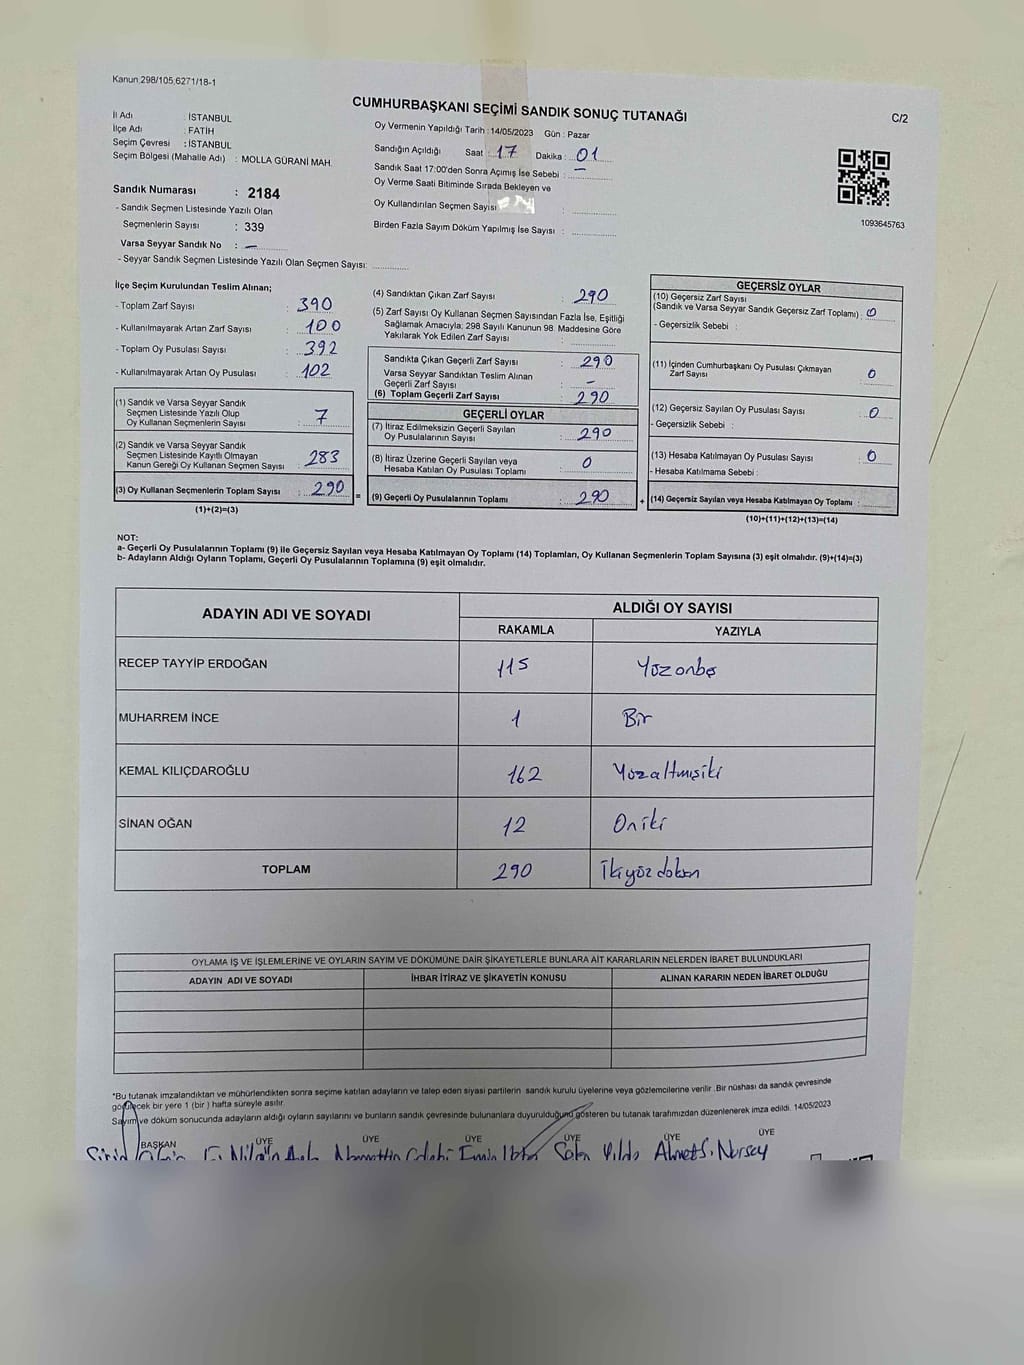 Kanun 298/105,6271/18-1
CUMHURBAŞKANI SEÇİMİ SANDIK SONUÇ TUTANAĞI
C/2
İl Adı : İSTANBUL
İlçe Adı : FATİH
Seçim Çevresi : İSTANBUL
Seçim Bölgesi (Mahalle Adı) : MOLLA GÜRANİ MAH.
Sandık Numarası : 2184
- Sandık Seçmen Listesinde Yazılı Olan
Seçmenlerin Sayısı : 339
Varsa Seyyar Sandık No : —
- Seyyar Sandık Seçmen Listesinde Yazılı Olan Seçmen Sayısı:
Oy Vermenin Yapıldığı Tarih : 14/05/2023 Gün : Pazar
Sandığın Açıldığı Saat : 17 Dakika : 01
Sandık Saat 17:00'den Sonra Açımış İse Sebebi : —
Oy Verme Saati Bitiminde Sırada Bekleyen ve
Oy Kullandırılan Seçmen Sayısı :
Birden Fazla Sayım Döküm Yapılmış İse Sayısı :
1093645763
İlçe Seçim Kurulundan Teslim Alınan;
- Toplam Zarf Sayısı : 390
- Kullanılmayarak Artan Zarf Sayısı : 100
- Toplam Oy Pusulası Sayısı : 392
- Kullanılmayarak Artan Oy Pusulası : 102
(1) Sandık ve Varsa Seyyar Sandık
Seçmen Listesinde Yazılı Olup
Oy Kullanan Seçmenlerin Sayısı : 7
(2) Sandık ve Varsa Seyyar Sandık
Seçmen Listesinde Kayıtlı Olmayan
Kanun Gereği Oy Kullanan Seçmen Sayısı : 283
(3) Oy Kullanan Seçmenlerin Toplam Sayısı : 290
(1)+(2)=(3)
(4) Sandıktan Çıkan Zarf Sayısı : 290
(5) Zarf Sayısı Oy Kullanan Seçmen Sayısından Fazla İse, Eşitliği
Sağlamak Amacıyla; 298 Sayılı Kanunun 98. Maddesine Göre
Yakılarak Yok Edilen Zarf Sayısı :
Sandıkta Çıkan Geçerli Zarf Sayısı : 290
Varsa Seyyar Sandıktan Teslim Alınan
Geçerli Zarf Sayısı : —
(6) Toplam Geçerli Zarf Sayısı : 290
GEÇERLİ OYLAR
(7) İtiraz Edilmeksizin Geçerli Sayılan
Oy Pusulalarının Sayısı : 290
(8) İtiraz Üzerine Geçerli Sayılan veya
Hesaba Katılan Oy Pusulası Toplamı : 0
= (9) Geçerli Oy Pusulalarının Toplamı : 290
GEÇERSİZ OYLAR
(10) Geçersiz Zarf Sayısı
(Sandık ve Varsa Seyyar Sandık Geçersiz Zarf Toplamı) : 0
- Geçersizlik Sebebi :
(11) İçinden Cumhurbaşkanı Oy Pusulası Çıkmayan
Zarf Sayısı : 0
(12) Geçersiz Sayılan Oy Pusulası Sayısı : 0
- Geçersizlik Sebebi :
(13) Hesaba Katılmayan Oy Pusulası Sayısı : 0
- Hesaba Katılmama Sebebi :
+ (14) Geçersiz Sayılan veya Hesaba Katılmayan Oy Toplamı :
(10)+(11)+(12)+(13)=(14)
NOT:
a- Geçerli Oy Pusulalarının Toplamı (9) ile Geçersiz Sayılan veya Hesaba Katılmayan Oy Toplamı (14) Toplamları, Oy Kullanan Seçmenlerin Toplam Sayısına (3) eşit olmalıdır. (9)+(14)=(3)
b- Adayların Aldığı Oyların Toplamı, Geçerli Oy Pusulalarının Toplamına (9) eşit olmalıdır.
ADAYIN ADI VE SOYADI ALDIĞI OY SAYISI
RAKAMLA YAZIYLA
RECEP TAYYİP ERDOĞAN 115 Yüzonbeş
MUHARREM İNCE 1 Bir
KEMAL KILIÇDAROĞLU 162 Yüzaltmışiki
SİNAN OĞAN 12 Oniki
TOPLAM 290 İkiyüz doksan
OYLAMA İŞ VE İŞLEMLERİNE VE OYLARIN SAYIM VE DÖKÜMÜNE DAİR ŞİKAYETLERLE BUNLARA AİT KARARLARIN NELERDEN İBARET BULUNDUKLARI
ADAYIN ADI VE SOYADI İHBAR İTİRAZ VE ŞİKAYETİN KONUSU ALINAN KARARIN NEDEN İBARET OLDUĞU
*Bu tutanak imzalandıktan ve mühürlendikten sonra seçime katılan adayların ve talep eden siyasi partilerin sandık kurulu üyelerine veya gözlemcilerine verilir .Bir nüshası da sandık çevresinde
görülecek bir yere 1 (bir ) hafta süreyle asılır.
Sayım ve döküm sonucunda adayların aldığı oyların sayılarını ve bunların sandık çevresinde bulunanlara duyurulduğunu gösteren bu tutanak tarafımızdan düzenlenerek imza edildi. 14/05/2023
BAŞKAN ÜYE ÜYE ÜYE ÜYE ÜYE ÜYE